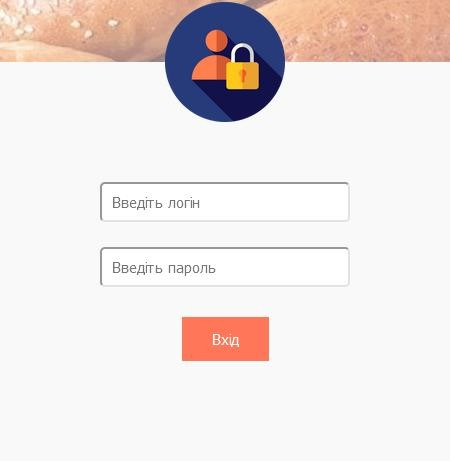 Введіть логін
Введіть пароль
Вхід